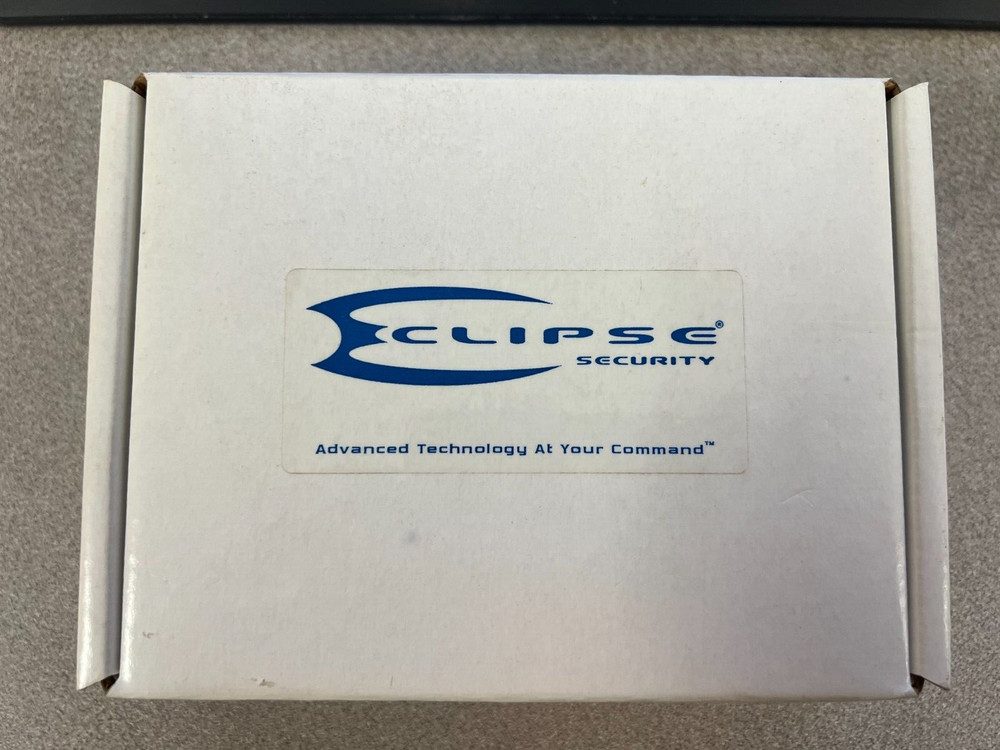 ECLIPSE®
SECURITY
Advanced Technology At Your Command™